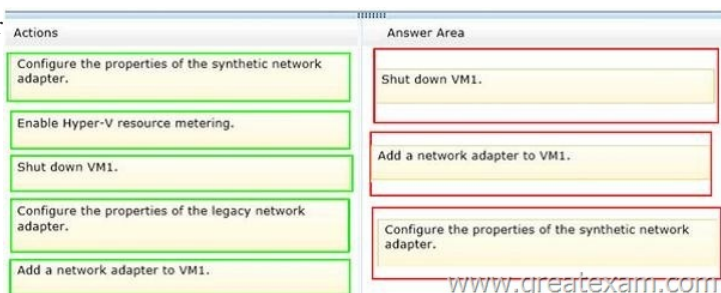 Actions
Answer Area
Configure the properties of the synthetic network
adapter.
Enable Hyper-V resource metering.
Shut down VM1.
Configure the properties of the legacy network
adapter.
Add a network adapter to VM1.
Shut down VM1.
Add a network adapter to VM1.
Configure the properties of the synthetic network
adapter.
www.greatexam.com